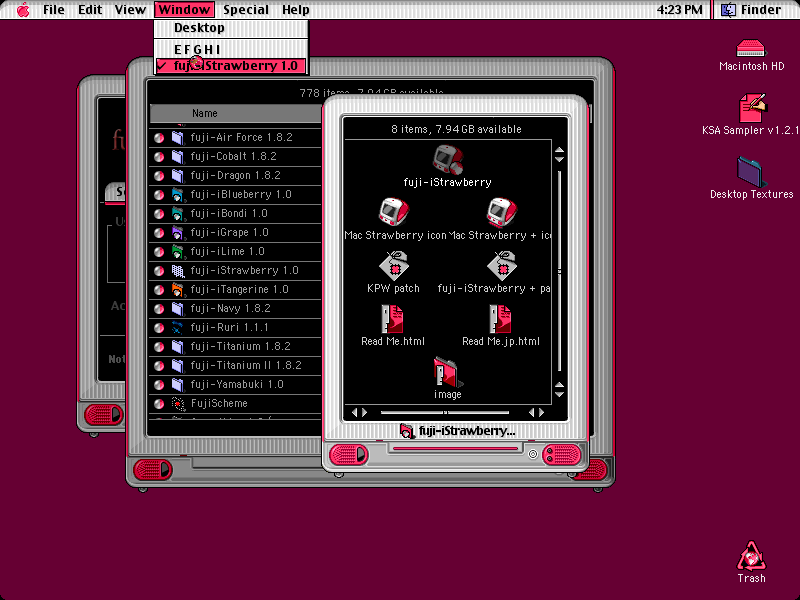 File Edit View Window Special Help 4:23 PM Finder
Desktop
E F G H I
fuji-iStrawberry 1.0
Macintosh HD
KSA Sampler v1.2.1
Desktop Textures
Trash
778 items, 7.94 GB available
Name
fuji-Air Force 1.8.2
fuji-Cobalt 1.8.2
fuji-Dragon 1.8.2
fuji-iBlueberry 1.0
fuji-iBondi 1.0
fuji-iGrape 1.0
fuji-iLime 1.0
fuji-iStrawberry 1.0
fuji-iTangerine 1.0
fuji-Navy 1.8.2
fuji-Ruri 1.1.1
fuji-Titanium 1.8.2
fuji-Titanium II 1.8.2
fuji-Yamabuki 1.0
FujiScheme
8 items, 7.94 GB available
fuji-iStrawberry
Mac Strawberry icon
Mac Strawberry + ico
KPW patch
fuji-iStrawberry + pa
Read Me.html
Read Me.jp.html
image
fuji-iStrawberry...